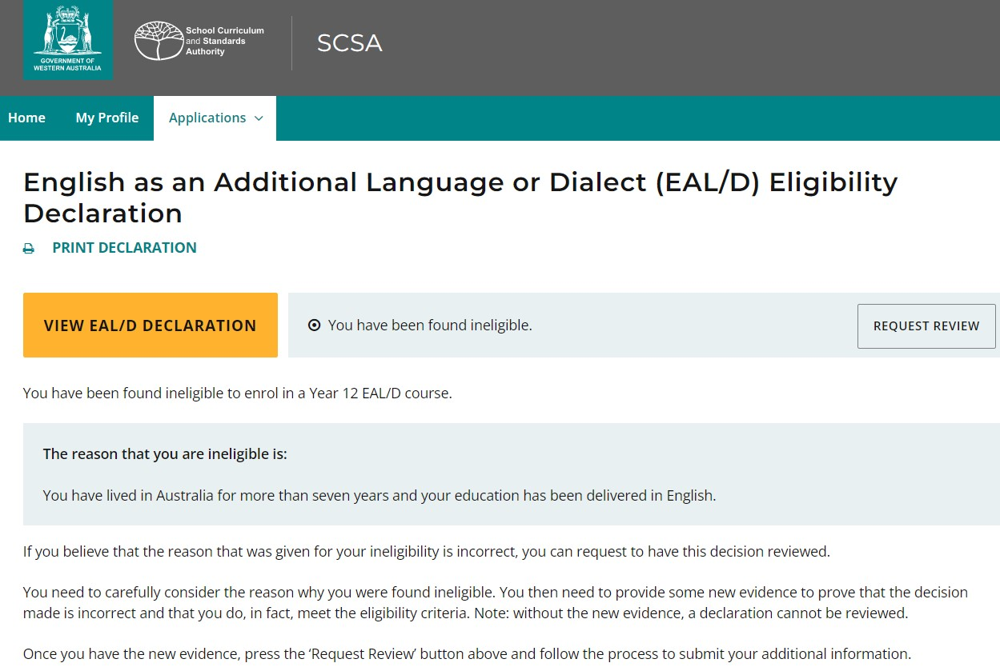 GOVERNMENT OF
WESTERN AUSTRALIA
School Curriculum
and Standards
Authority
SCSA
Home
My Profile
Applications
English as an Additional Language or Dialect (EAL/D) Eligibility
Declaration
PRINT DECLARATION
VIEW EAL/D DECLARATION
You have been found ineligible.
REQUEST REVIEW
You have been found ineligible to enrol in a Year 12 EAL/D course.
The reason that you are ineligible is:
You have lived in Australia for more than seven years and your education has been delivered in English.
If you believe that the reason that was given for your ineligibility is incorrect, you can request to have this decision reviewed.
You need to carefully consider the reason why you were found ineligible. You then need to provide some new evidence to prove that the decision
made is incorrect and that you do, in fact, meet the eligibility criteria. Note: without the new evidence, a declaration cannot be reviewed.
Once you have the new evidence, press the ‘Request Review’ button above and follow the process to submit your additional information.